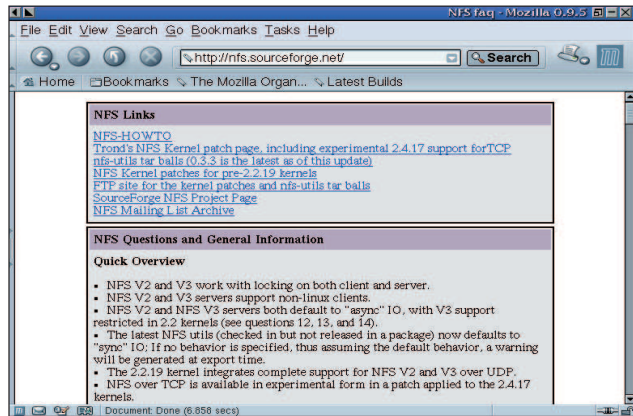 NFS faq - Mozilla 0.9.5
File Edit View Search Go Bookmarks Tasks Help
http://nfs.sourceforge.net/
Search
Home Bookmarks The Mozilla Organ... Latest Builds
NFS Links
NFS-HOWTO
Trond's NFS Kernel patch page, including experimental 2.4.17 support forTCP
nfs-utils tar balls (0.3.3 is the latest as of this update)
NFS Kernel patches for pre-2.2.19 kernels
FTP site for the kernel patches and nfs-utils tar balls
SourceForge NFS Project Page
NFS Mailing List Archive
NFS Questions and General Information
Quick Overview
▪ NFS V2 and V3 work with locking on both client and server.
▪ NFS V2 and V3 servers support non-linux clients.
▪ NFS V2 and NFS V3 servers both default to "async" IO, with V3 support
restricted in 2.2 kernels (see questions 12, 13, and 14).
▪ The latest NFS utils (checked in but not released in a package) now defaults to
"sync" IO; If no behavior is specified, thus assuming the default behavior, a warning
will be generated at export time.
▪ The 2.2.19 kernel integrates complete support for NFS V2 and V3 over UDP.
▪ NFS over TCP is available in experimental form in a patch applied to the 2.4.17
kernels.
Document: Done (6.858 secs)